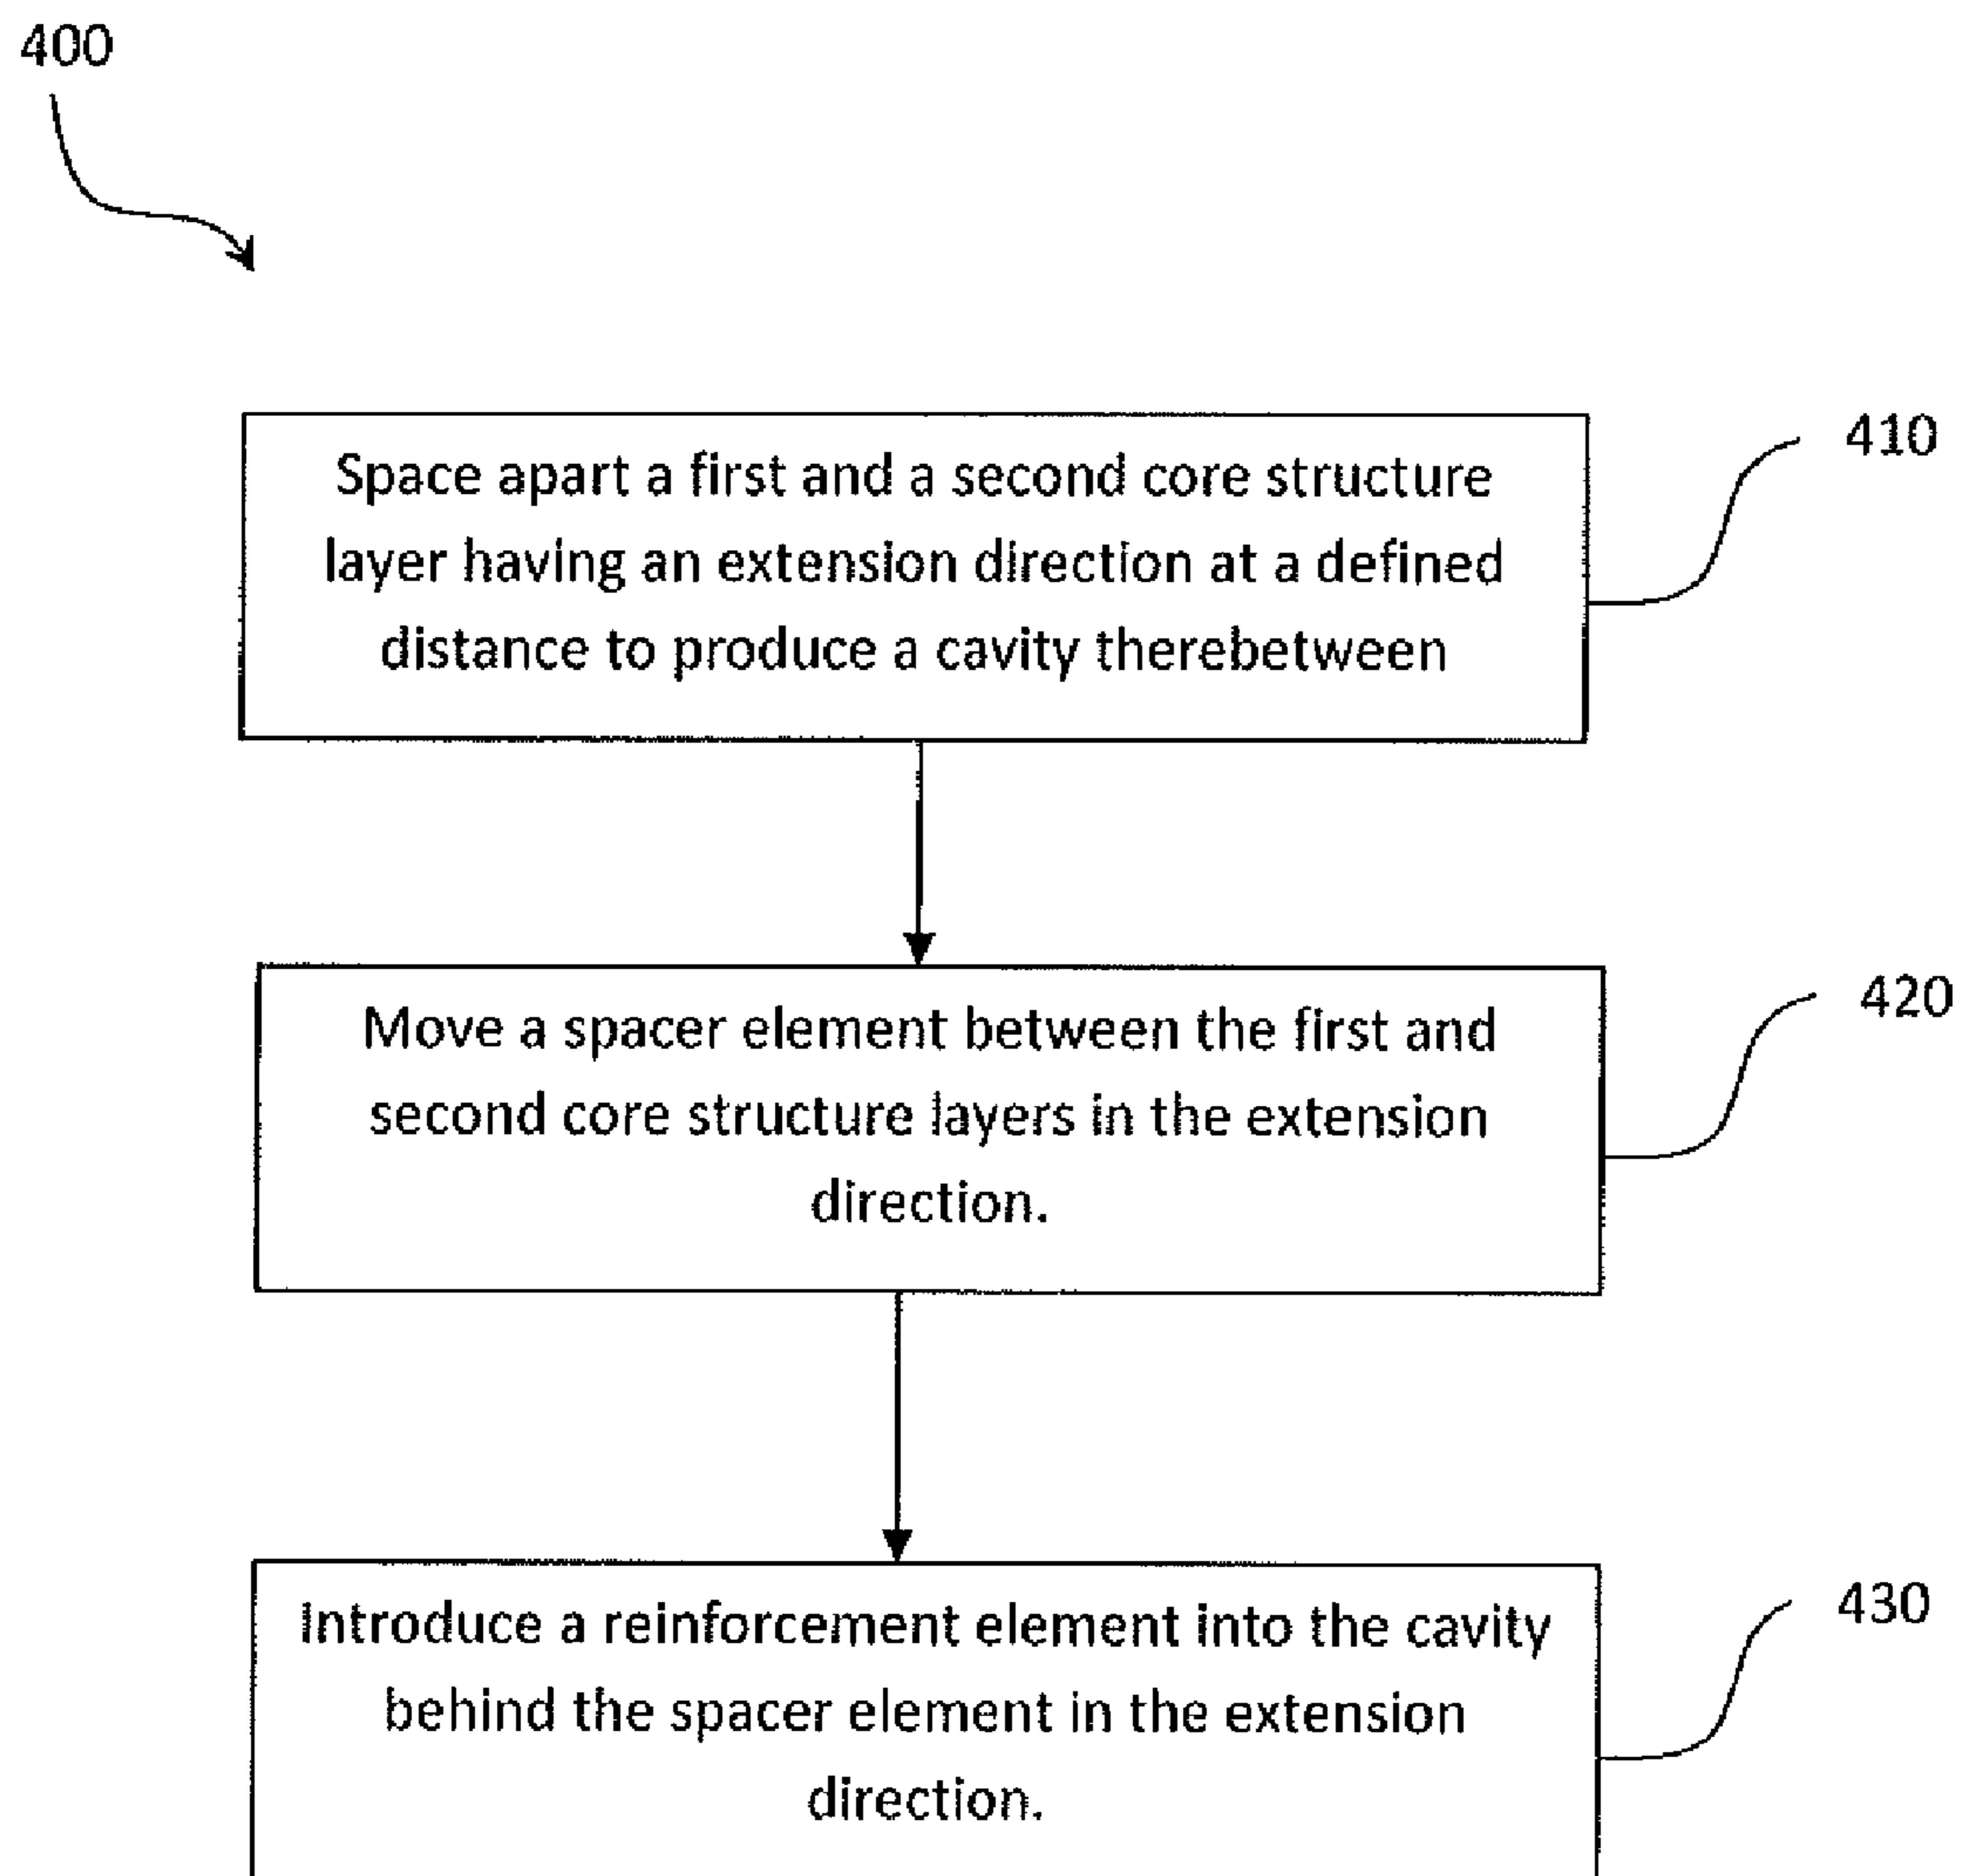 400
410
Space apart a first and a second core structure
layer having an extension direction at a defined
distance to produce a cavity therebetween
420
Move a spacer element between the first and
second core structure layers in the extension
direction.
430
Introduce a reinforcement element into the cavity
behind the spacer element in the extension
direction.